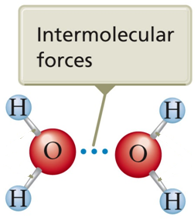 Intermolecular
forces
H H
O O
H H